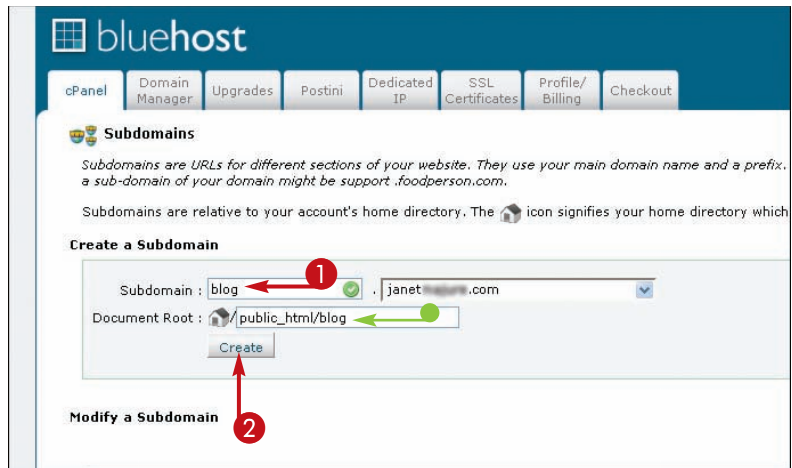 bluehost
cPanel
Domain Manager
Upgrades
Postini
Dedicated IP
SSL Certificates
Profile/ Billing
Checkout
Subdomains
Subdomains are URLs for different sections of your website. They use your main domain name and a prefix.
a sub-domain of your domain might be support .foodperson.com.
Subdomains are relative to your account's home directory. The icon signifies your home directory which
Create a Subdomain
1
Subdomain : blog . janet .com
Document Root : / public_html/blog
Create
2
Modify a Subdomain